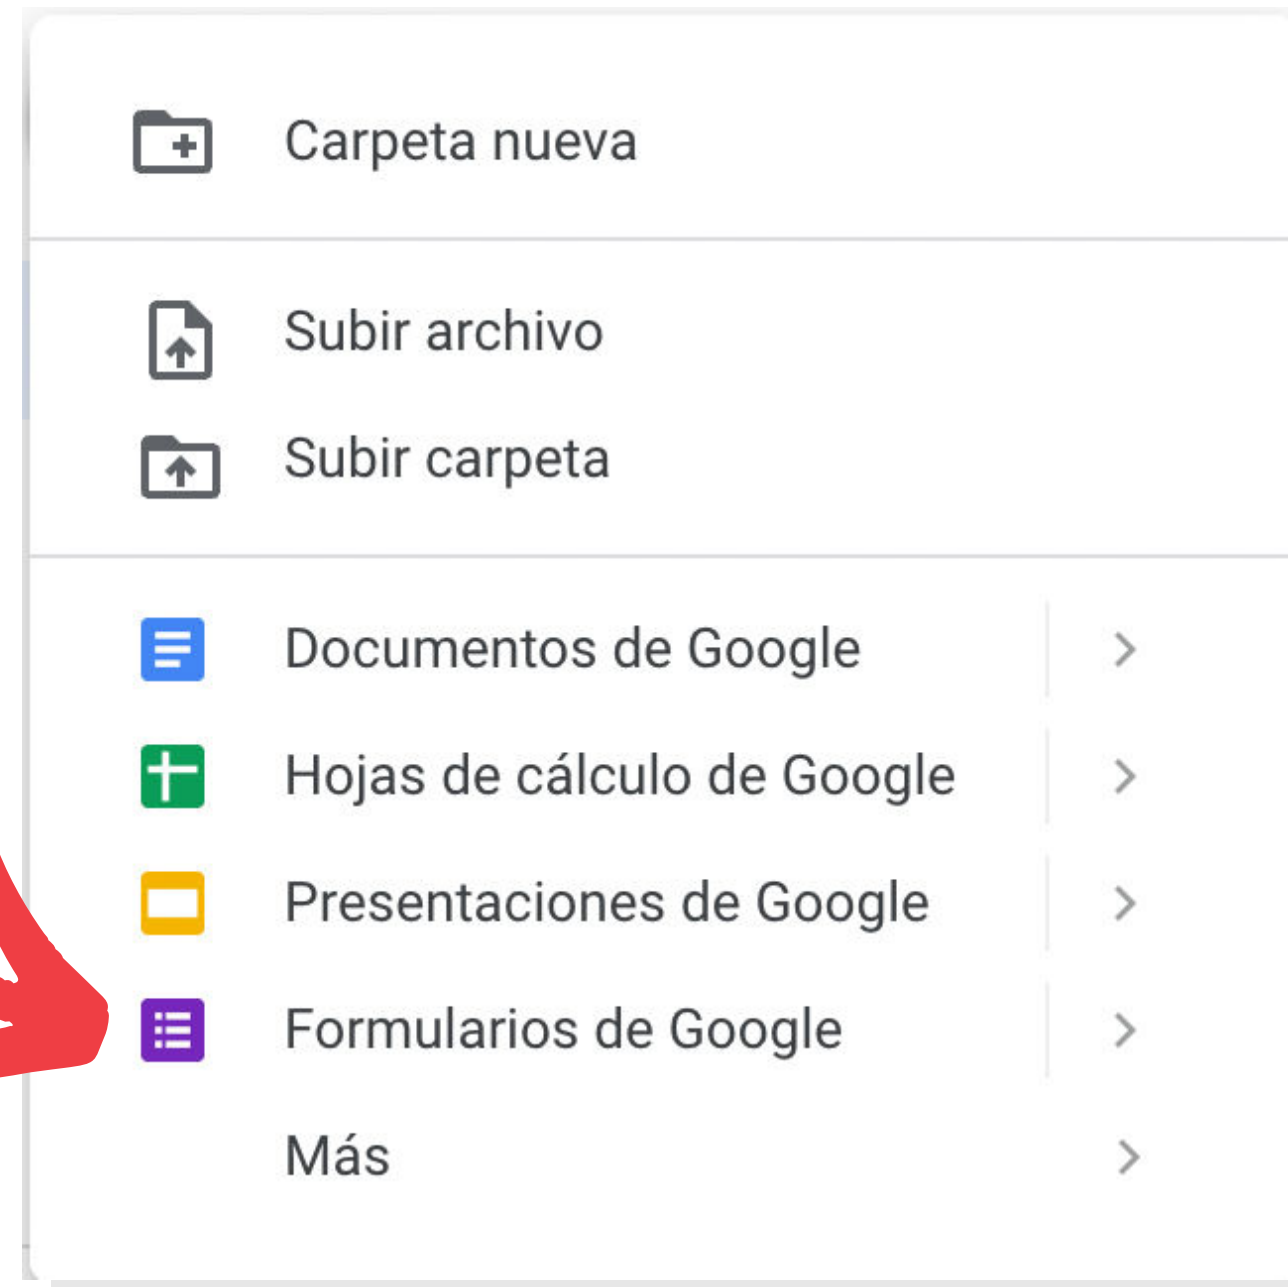 Carpeta nueva
Subir archivo
Subir carpeta
Documentos de Google
Hojas de cálculo de Google
Presentaciones de Google
Formularios de Google
Más